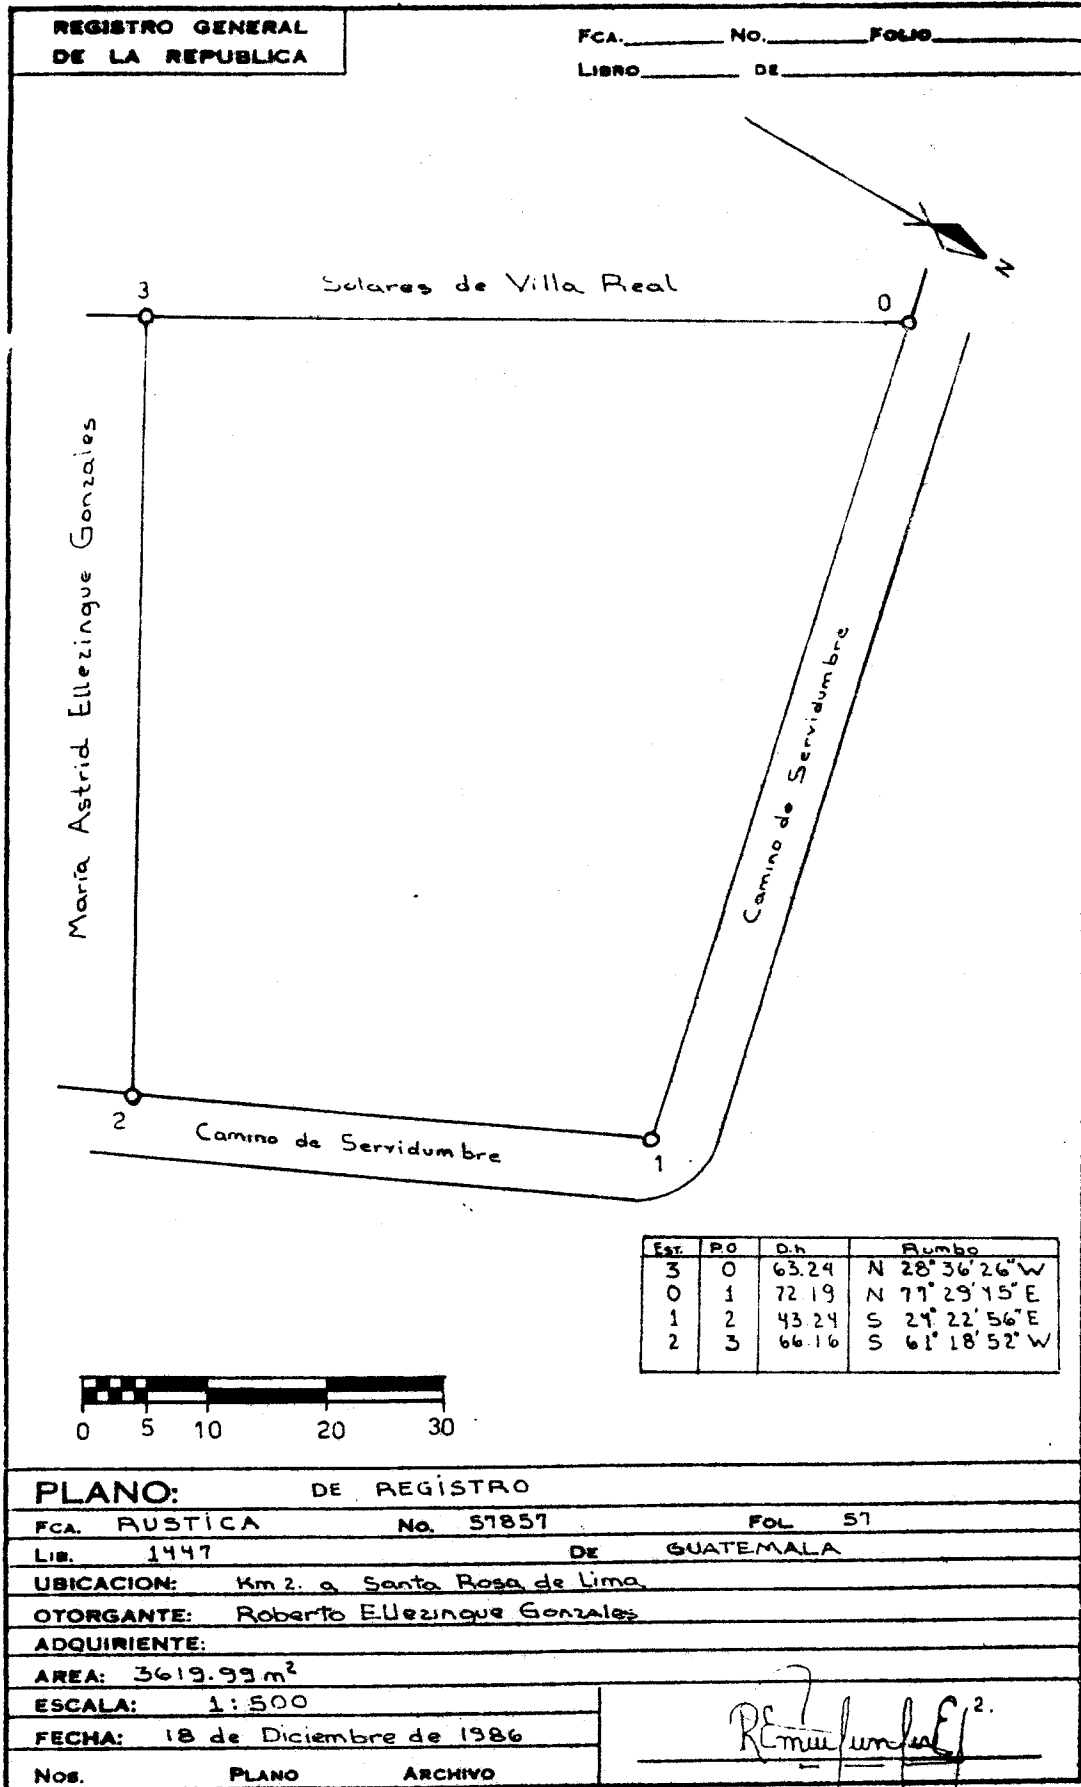 REGISTRO GENERAL
DE LA REPUBLICA
FCA. NO. FOLIO
LIBRO DE
N
3
Solares de Villa Real
0
María Astrid Ellezingue Gonzales
Camino de Servidumbre
2
Camino de Servidumbre
1
EST. P.O D.h Rumbo
3 0 63.24 N 28° 36' 26" W
0 1 72.19 N 77° 29' 45" E
1 2 43.24 S 24° 22' 56" E
2 3 66.16 S 61° 18' 52" W
0 5 10 20 30
PLANO: DE REGISTRO
FCA. RUSTICA No. 57857 FOL 57
LIB. 1447 DE GUATEMALA
UBICACION: Km 2. a Santa Rosa de Lima
OTORGANTE: Roberto Ellezingue Gonzales
ADQUIRIENTE:
AREA: 3619.99 m²
ESCALA: 1:500
FECHA: 18 de Diciembre de 1986
NOS. PLANO ARCHIVO